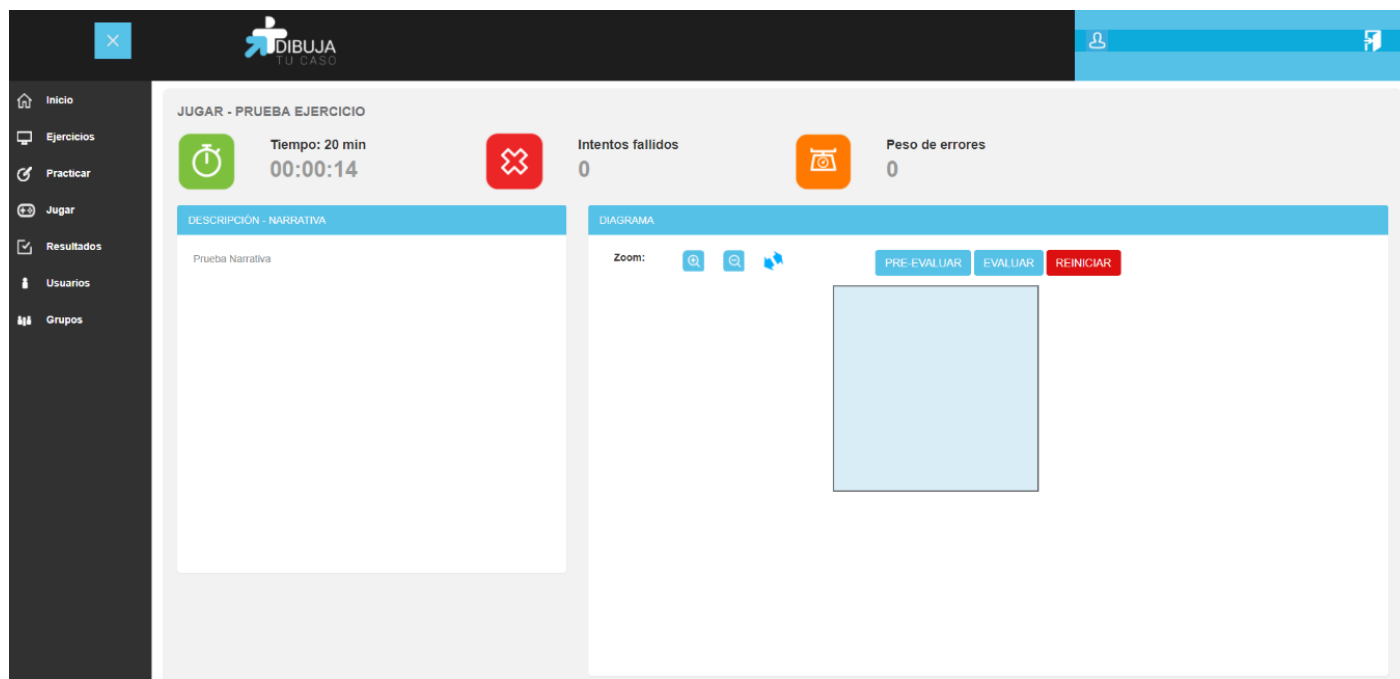 DIBUJA
TU CASO
Inicio
Ejercicios
Practicar
Jugar
Resultados
Usuarios
Grupos
JUGAR - PRUEBA EJERCICIO
Tiempo: 20 min
00:00:14
Intentos fallidos
0
Peso de errores
0
DESCRIPCIÓN - NARRATIVA
Prueba Narrativa
DIAGRAMA
Zoom:
PRE-EVALUAR
EVALUAR
REINICIAR